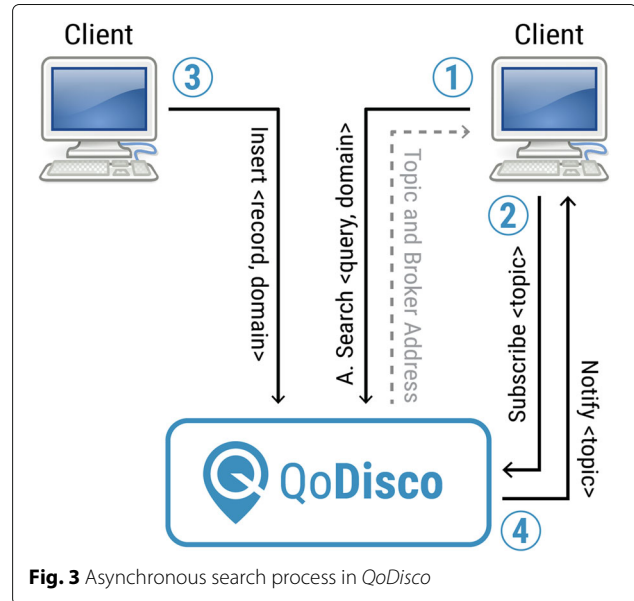 Client
Client
3
1
Insert <record, domain>
A. Search <query, domain>
Topic and Broker Address
2
Subscribe <topic>
Notify <topic>
QoDisco
4
Fig. 3 Asynchronous search process in QoDisco